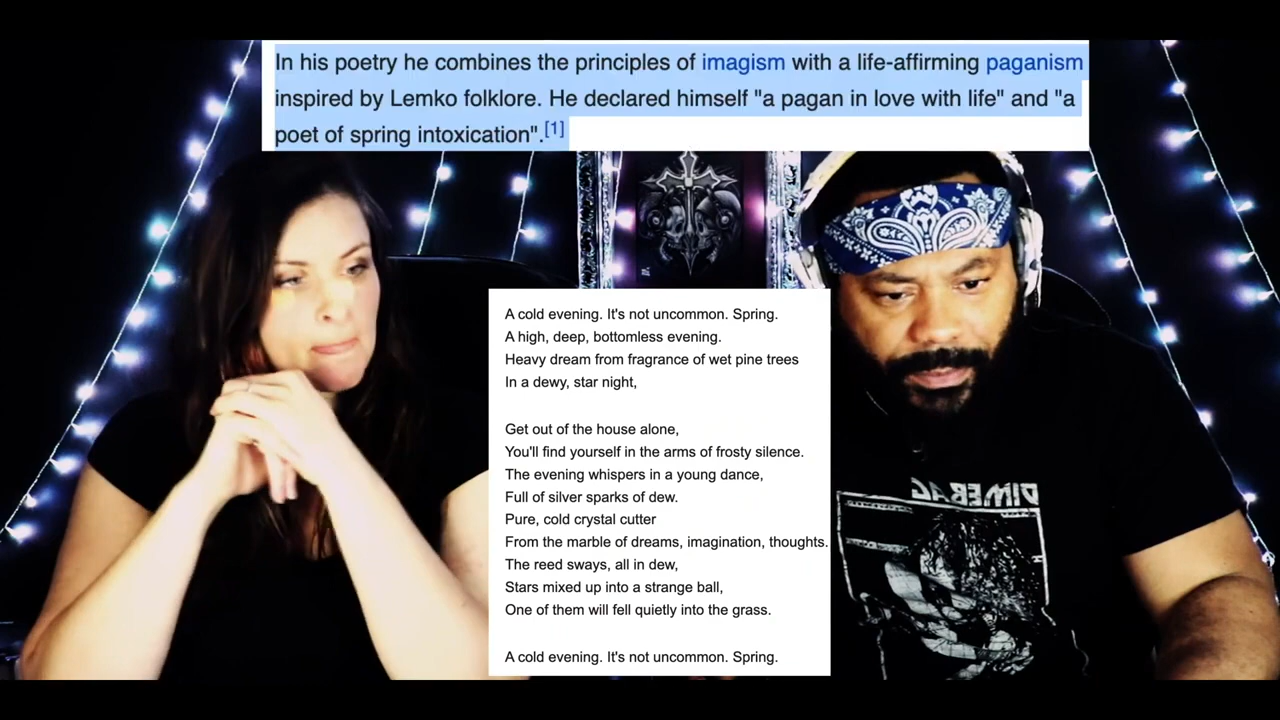 In his poetry he combines the principles of imagism with a life-affirming paganism
inspired by Lemko folklore. He declared himself "a pagan in love with life" and "a
poet of spring intoxication".[1]
A cold evening. It's not uncommon. Spring.
A high, deep, bottomless evening.
Heavy dream from fragrance of wet pine trees
In a dewy, star night,
Get out of the house alone,
You'll find yourself in the arms of frosty silence.
The evening whispers in a young dance,
Full of silver sparks of dew.
Pure, cold crystal cutter
From the marble of dreams, imagination, thoughts.
The reed sways, all in dew,
Stars mixed up into a strange ball,
One of them will fell quietly into the grass.
A cold evening. It's not uncommon. Spring.
DIMEBAG